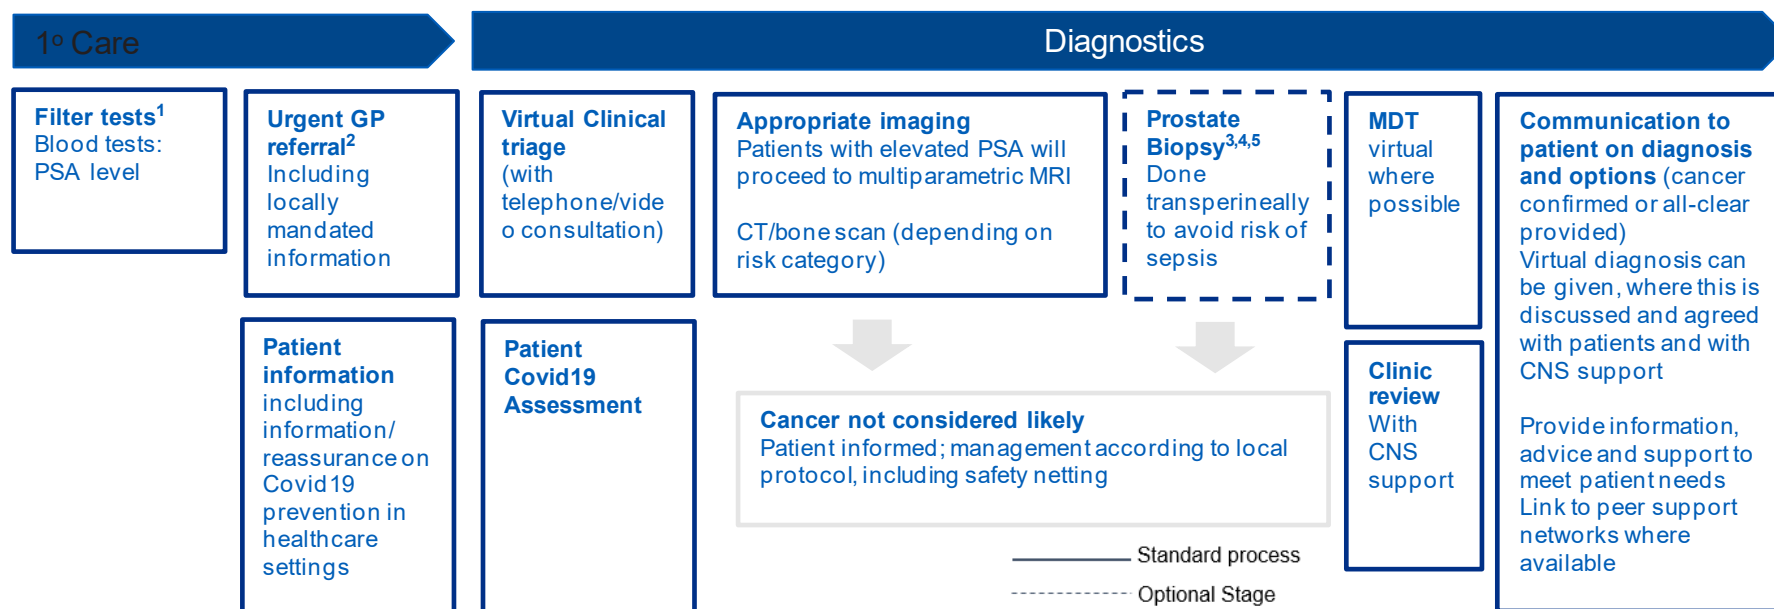 1º Care
Diagnostics
Filter tests1
Blood tests:
PSA level
Urgent GP
referral2
Including
locally
mandated
information
Patient
information
including
information/
reassurance on
Covid19
prevention in
healthcare
settings
Virtual Clinical
triage
(with
telephone/vide
o consultation)
Patient
Covid19
Assessment
Appropriate imaging
Patients with elevated PSA will
proceed to multiparametric MRI
CT/bone scan (depending on
risk category)
Prostate
Biopsy3,4,5
Done
transperineally
to avoid risk of
sepsis
Cancer not considered likely
Patient informed; management according to local
protocol, including safety netting
MDT
virtual
where
possible
Clinic
review
With
CNS
support
Communication to
patient on diagnosis
and options (cancer
confirmed or all-clear
provided)
Virtual diagnosis can
be given, where this is
discussed and agreed
with patients and with
CNS support
Provide information,
advice and support to
meet patient needs
Link to peer support
networks where
available
Standard process
Optional Stage